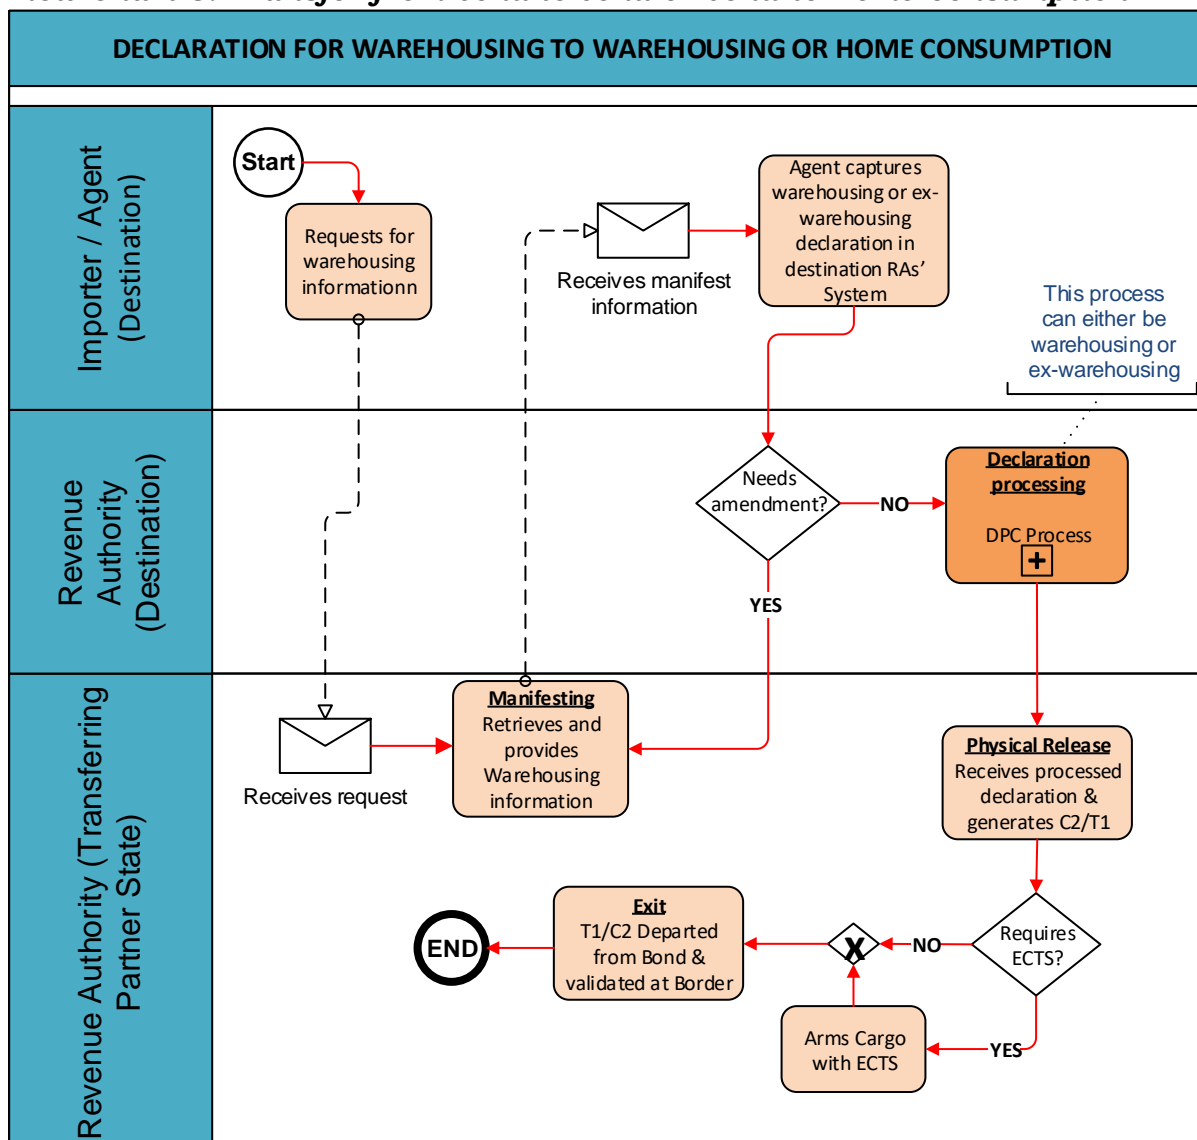 DECLARATION FOR WAREHOUSING TO WAREHOUSING OR HOME CONSUMPTION
Importer / Agent
(Destination)
Start
Requests for
warehousing
informationn
Receives manifest
information
Agent captures
warehousing or ex-
warehousing
declaration in
destination RAs’
System
This process
can either be
warehousing or
ex-warehousing
Revenue
Authority
(Destination)
Needs
amendment?
NO
YES
Declaration
processing
DPC Process
+
Revenue Authority (Transferring
Partner State)
Receives request
Manifesting
Retrieves and
provides
Warehousing
information
Physical Release
Receives processed
declaration &
generates C2/T1
Requires
ECTS?
NO
YES
Arms Cargo
with ECTS
X
Exit
T1/C2 Departed
from Bond &
validated at Border
END